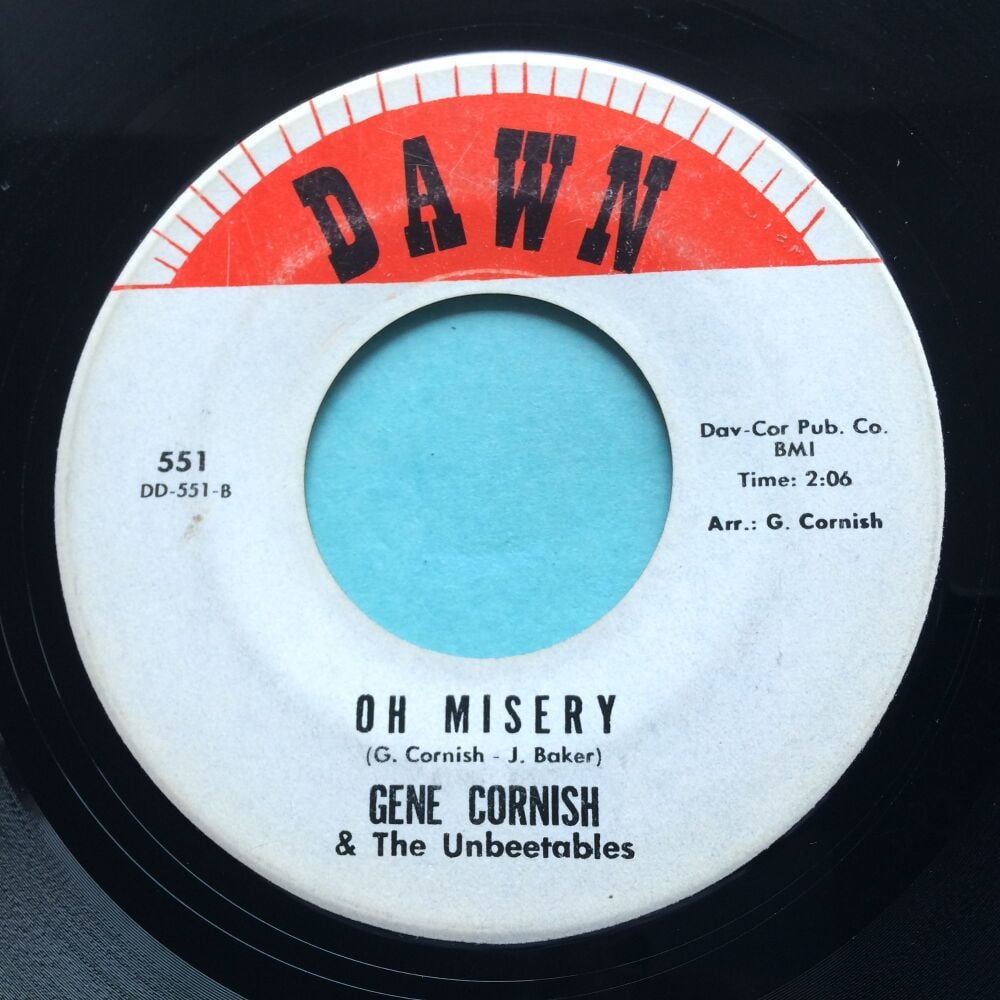 DAWN
551
DD-551-B
Dav-Cor Pub. Co.
BMI
Time: 2:06
Arr.: G. Cornish
OH MISERY
(G. Cornish - J. Baker)
GENE CORNISH
& The Unbeetables